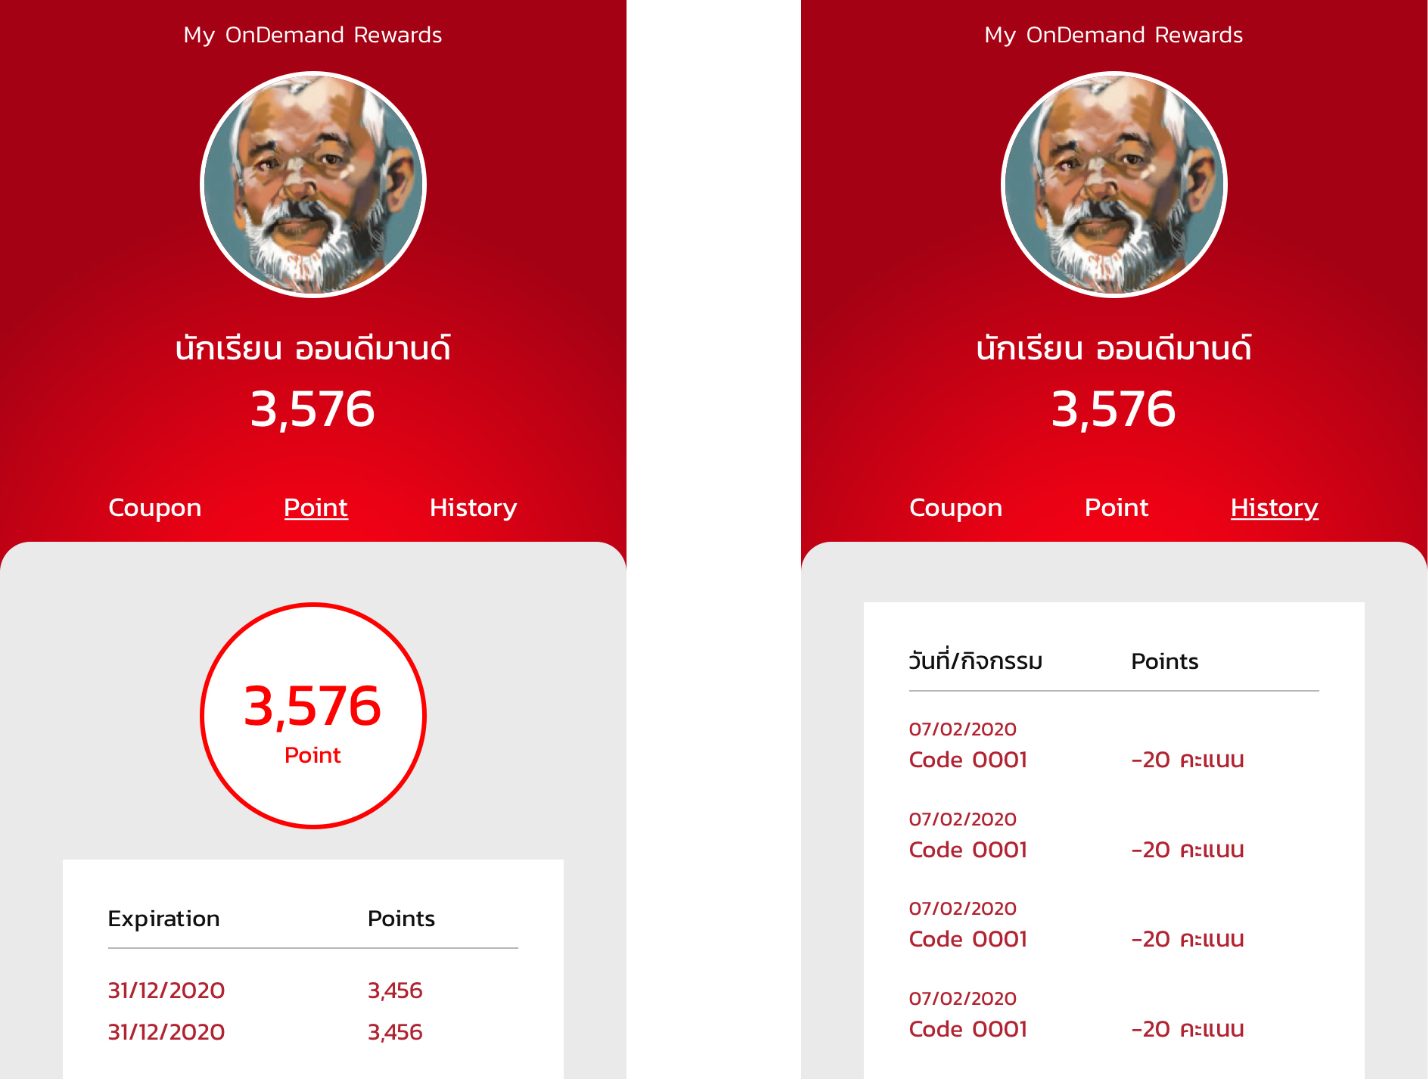 My OnDemand Rewards
นักเรียน ออนดีมานด์
3,576
Coupon Point History
3,576
Point
Expiration Points
31/12/2020 3,456
31/12/2020 3,456
My OnDemand Rewards
นักเรียน ออนดีมานด์
3,576
Coupon Point History
วันที่/กิจกรรม Points
07/02/2020
Code 0001 -20 คะแนน
07/02/2020
Code 0001 -20 คะแนน
07/02/2020
Code 0001 -20 คะแนน
07/02/2020
Code 0001 -20 คะแนน